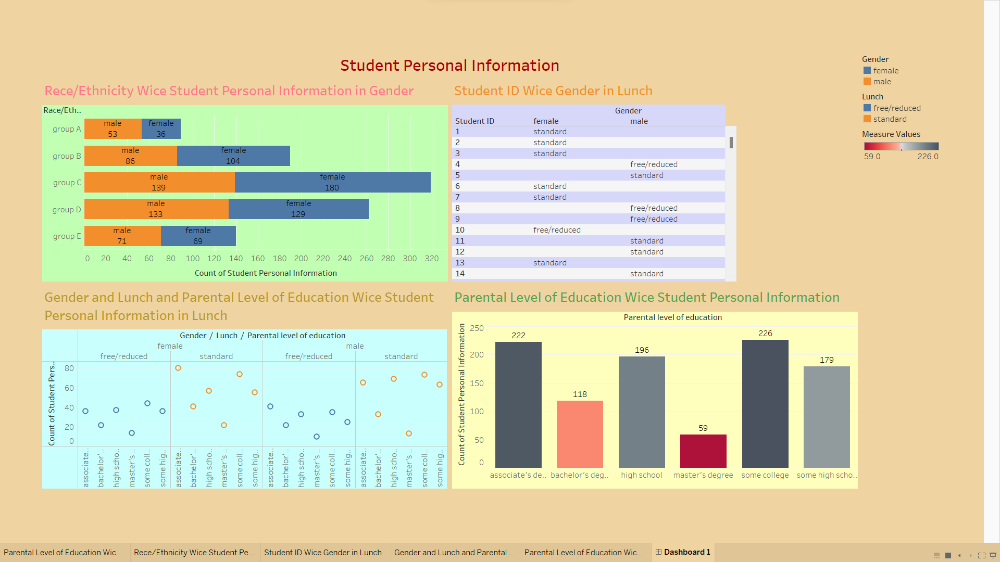 Student Personal Information
Rece/Ethnicity Wice Student Personal Information in Gender
Race/Eth..
group A
male
53
female
36
group B
male
86
female
104
group C
male
139
female
180
group D
male
133
female
129
group E
male
71
female
69
0 20 40 60 80 100 120 140 160 180 200 220 240 260 280 300 320
Count of Student Personal Information
Student ID Wice Gender in Lunch
Gender
Student ID female male
1 standard
2 standard
3 standard
4 free/reduced
5 standard
6 standard
7 standard
8 free/reduced
9 free/reduced
10 free/reduced
11 standard
12 standard
13 standard
14 standard
Gender
female
male
Lunch
free/reduced
standard
Measure Values
59.0 226.0
Gender and Lunch and Parental Level of Education Wice Student
Personal Information in Lunch
Gender / Lunch / Parental level of education
female male
free/reduced standard free/reduced standard
Count of Student Pers..
80
60
40
20
0
associate.. bachelor’.. high scho.. master’s .. some coll.. some hig.. associate.. bachelor’.. high scho.. master’s .. some coll.. some hig.. associate.. bachelor’.. high scho.. master’s .. some coll.. some hig.. associate.. bachelor’.. high scho.. master’s .. some coll.. some hig..
Parental Level of Education Wice Student Personal Information
Parental level of education
Count of Student Personal Information
250
200
150
100
50
0
222
118
196
59
226
179
associate’s de.. bachelor’s deg.. high school master’s degree some college some high scho..
Parental Level of Education Wic... Rece/Ethnicity Wice Student Pe... Student ID Wice Gender in Lunch Gender and Lunch and Parental ... Parental Level of Education Wic... Dashboard 1